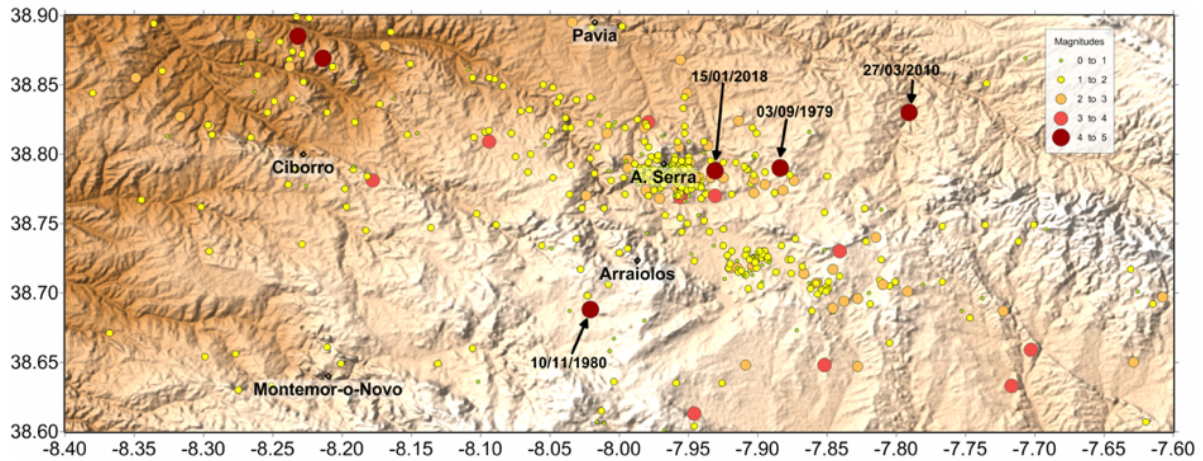 38.90
38.85
38.80
38.75
38.70
38.65
38.60
Pavia
Magnitudes
0 to 1
1 to 2
2 to 3
3 to 4
4 to 5
15/01/2018
27/03/2010
03/09/1979
Ciborro
A. Serra
Arraiolos
10/11/1980
Montemor-o-Novo
-8.40 -8.35 -8.30 -8.25 -8.20 -8.15 -8.10 -8.05 -8.00 -7.95 -7.90 -7.85 -7.80 -7.75 -7.70 -7.65 -7.60